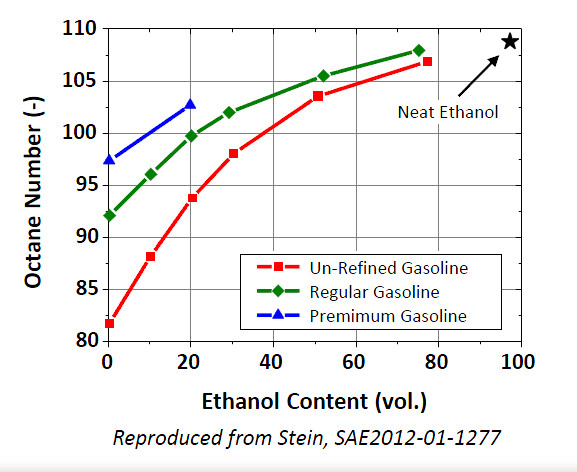 110
105
100
95
90
85
80
Octane Number (-)
Neat Ethanol
Un-Refined Gasoline
Regular Gasoline
Premimum Gasoline
0 20 40 60 80 100
Ethanol Content (vol.)
Reproduced from Stein, SAE2012-01-1277